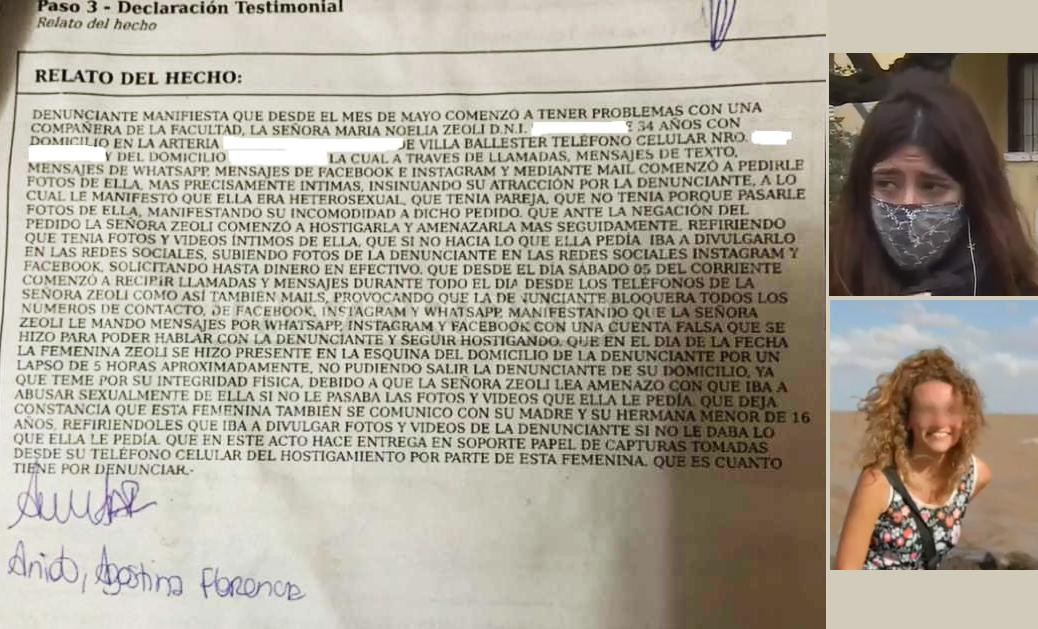 Paso 3 - Declaración Testimonial
Relato del hecho
RELATO DEL HECHO:
DENUNCIANTE MANIFIESTA QUE DESDE EL MES DE MAYO COMENZÓ A TENER PROBLEMAS CON UNA
COMPAÑERA DE LA FACULTAD, LA SEÑORA MARIA NOELIA ZEOLI D.N.I. E 34 AÑOS CON
DOMICILIO EN LA ARTERIA DE VILLA BALLESTER TELÉFONO CELULAR NRO.
Y DEL DOMICILIO LA CUAL A TRAVES DE LLAMADAS, MENSAJES DE TEXTO,
MENSAJES DE WHATSAPP, MENSAJES DE FACEBOOK E INSTAGRAM Y MEDIANTE MAIL COMENZÓ A PEDIRLE
FOTOS DE ELLA, MAS PRECISAMENTE INTIMAS, INSINUANDO SU ATRACCIÓN POR LA DENUNCIANTE, A LO
CUAL LE MANIFESTO QUE ELLA ERA HETEROSEXUAL, QUE TENIA PAREJA, QUE NO TENIA PORQUE PASARLE
FOTOS DE ELLA, MANIFESTANDO SU INCOMODIDAD A DICHO PEDIDO. QUE ANTE LA NEGACIÓN DEL
PEDIDO LA SEÑORA ZEOLI COMENZÓ A HOSTIGARLA Y AMENAZARLA MAS SEGUIDAMENTE, REFIRIENDO
QUE TENIA FOTOS Y VIDEOS ÍNTIMOS DE ELLA, QUE SI NO HACIA LO QUE ELLA PEDÍA IBA A DIVULGARLO
EN LAS REDES SOCIALES, SUBIENDO FOTOS DE LA DENUNCIANTE EN LAS REDES SOCIALES INSTAGRAM Y
FACEBOOK, SOLICITANDO HASTA DINERO EN EFECTIVO. QUE DESDE EL DÍA SÁBADO 05 DEL CORRIENTE
COMENZÓ A RECIBIR LLAMADAS Y MENSAJES DURANTE TODO EL DIA DESDE LOS TELÉFONOS DE LA
SEÑORA ZEOLI COMO ASÍ TAMBIEN MAILS, PROVOCANDO QUE LA DENUNCIANTE BLOQUERA TODOS LOS
NUMEROS DE CONTACTO, DE FACEBOOK, INSTAGRAM Y WHATSAPP. MANIFESTANDO QUE LA SEÑORA
ZEOLI LE MANDO MENSAJES POR WHATSAPP, INSTAGRAM Y FACEBOOK CON UNA CUENTA FALSA QUE SE
HIZO PARA PODER HABLAR CON LA DENUNCIANTE Y SEGUIR HOSTIGANDO. QUE EN EL DIA DE LA FECHA
LA FEMENINA ZEOLI SE HIZO PRESENTE EN LA ESQUINA DEL DOMICILIO DE LA DENUNCIANTE POR UN
LAPSO DE 5 HORAS APROXIMADAMENTE, NO PUDIENDO SALIR LA DENUNCIANTE DE SU DOMICILIO, YA
QUE TEME POR SU INTEGRIDAD FÍSICA, DEBIDO A QUE LA SEÑORA ZEOLI LEA AMENAZO CON QUE IBA A
ABUSAR SEXUALMENTE DE ELLA SI NO LE PASABA LAS FOTOS Y VIDEOS QUE ELLA LE PEDÍA. QUE DEJA
CONSTANCIA QUE ESTA FEMENINA TAMBIÉN SE COMUNICO CON SU MADRE Y SU HERMANA MENOR DE 16
AÑOS, REFIRIENDOLES QUE IBA A DIVULGAR FOTOS Y VIDEOS DE LA DENUNCIANTE SI NO LE DABA LO
QUE ELLA LE PEDÍA. QUE EN ESTE ACTO HACE ENTREGA EN SOPORTE PAPEL DE CAPTURAS TOMADAS
DESDE SU TELÉFONO CELULAR DEL HOSTIGAMIENTO POR PARTE DE ESTA FEMENINA. QUE ES CUANTO
TIENE POR DENUNCIAR.-
Anido, Agostina Florencia